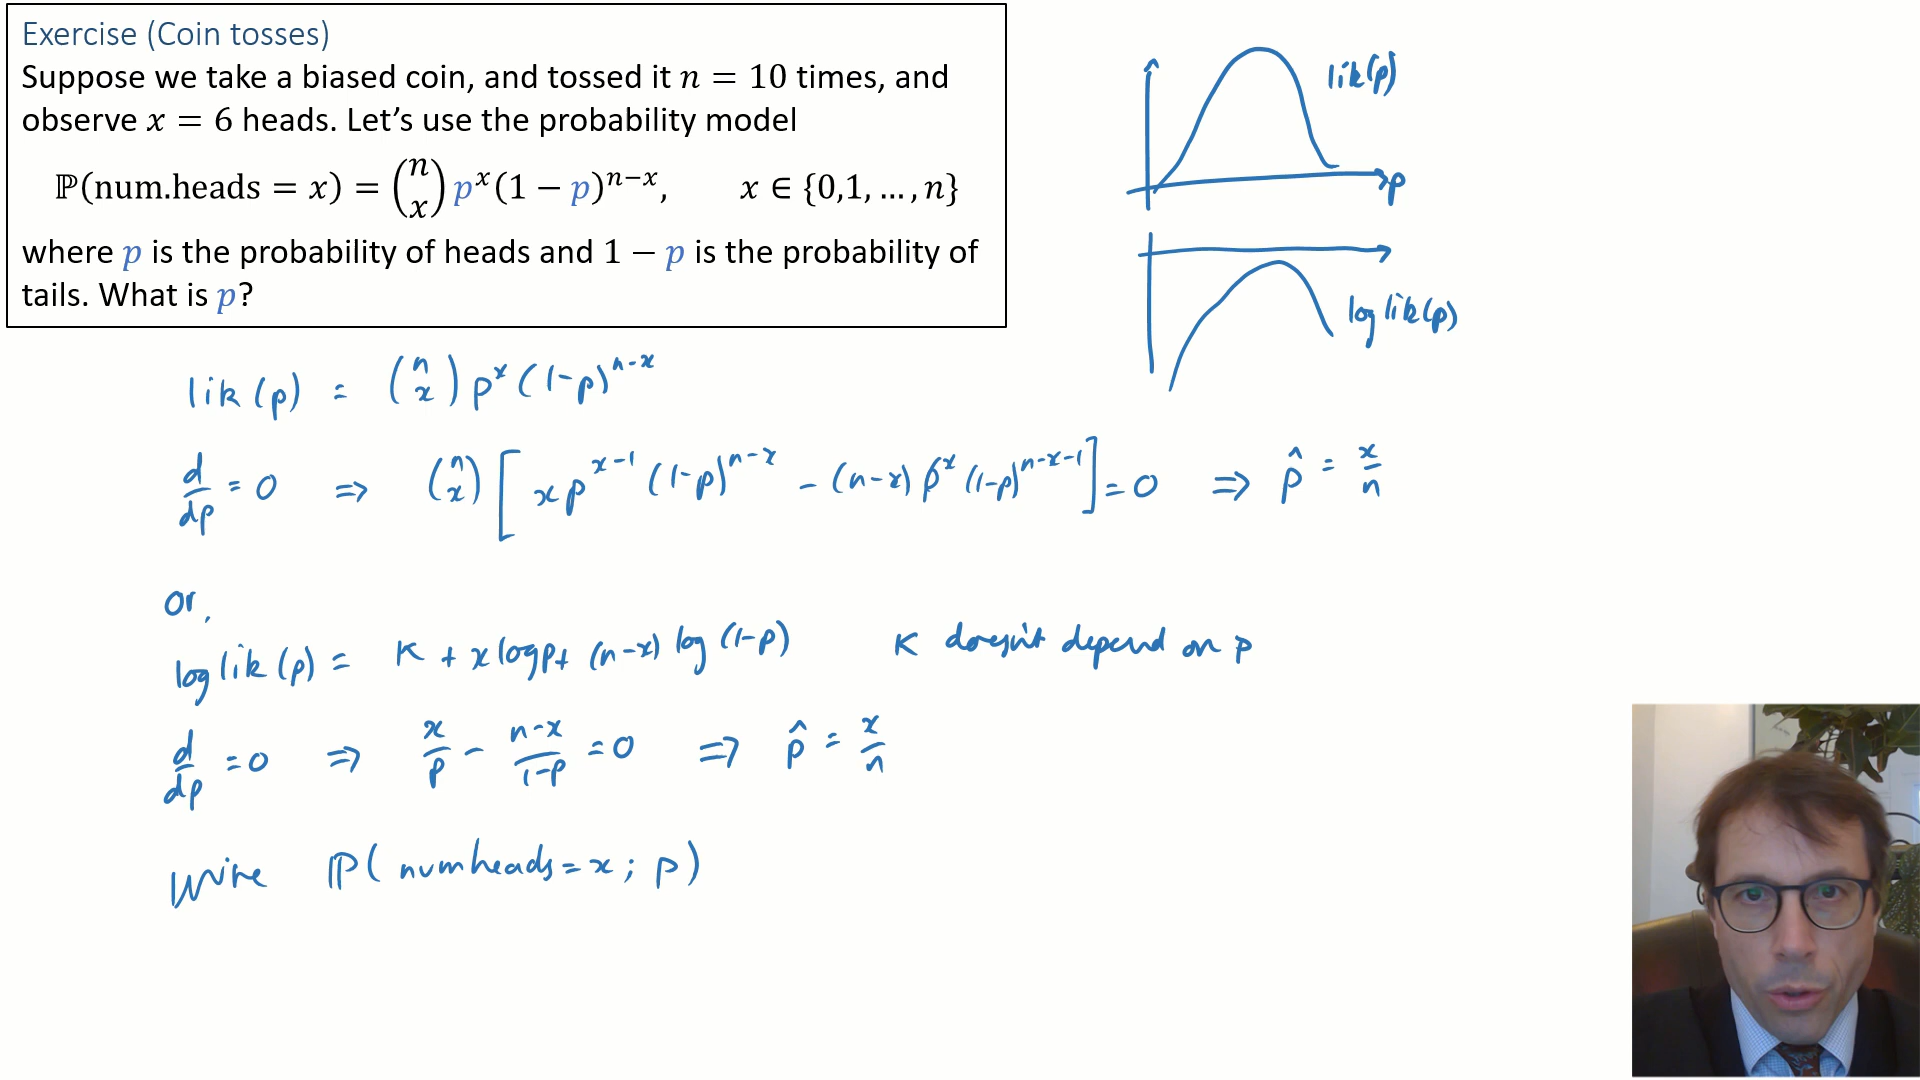 Exercise (Coin tosses)
Suppose we take a biased coin, and tossed it n = 10 times, and
observe x = 6 heads. Let's use the probability model
ℙ(num.heads = x) = (n x) p^x (1 − p)^{n−x}, x ∈ {0,1, … , n}
where p is the probability of heads and 1 − p is the probability of
tails. What is p?
lik(p)
p
log lik(p)
lik(p) = (n x) p^x (1-p)^{n-x}
d/dp = 0 ⇒ (n x) [ x p^{x-1} (1-p)^{n-x} - (n-x) p^x (1-p)^{n-x-1} ] = 0 ⇒ p̂ = x/n
or,
log lik(p) = K + x log p + (n-x) log (1-p) K doesn't depend on p
d/dp = 0 ⇒ x/p - (n-x)/(1-p) = 0 ⇒ p̂ = x/n
Write ℙ( numheads = x ; p )